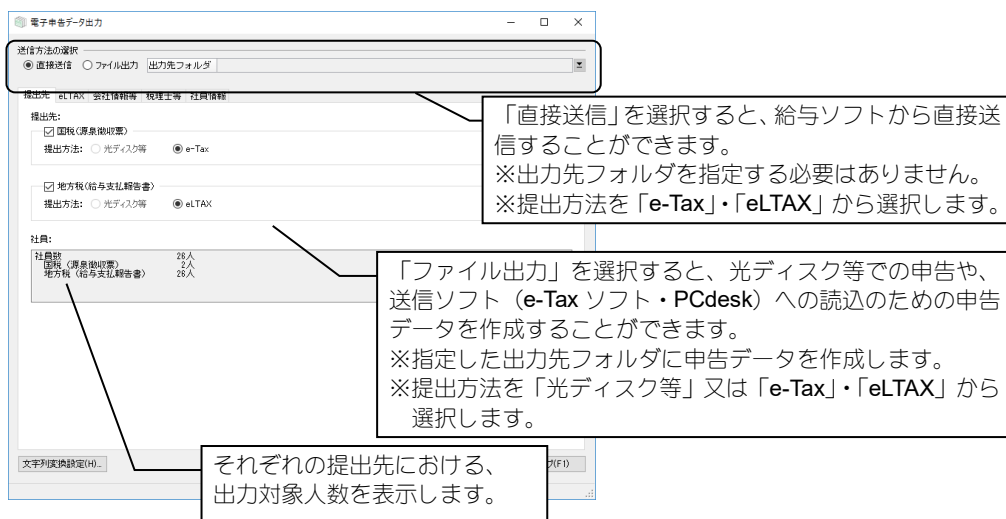 電子申告データ出力
送信方法の選択
直接送信 ファイル出力 出力先フォルダ
提出先 eLTAX 会社情報等 税理士等 社員情報
提出先:
国税(源泉徴収票)
提出方法: 光ディスク等 e-Tax
地方税(給与支払報告書)
提出方法: 光ディスク等 eLTAX
社員:
社員数 26人
国税(源泉徴収票) 2人
地方税(給与支払報告書) 26人
文字列変換設定(H)...
プ(F1)
「直接送信」を選択すると、給与ソフトから直接送
信することができます。
※出力先フォルダを指定する必要はありません。
※提出方法を「e-Tax」・「eLTAX」から選択します。
「ファイル出力」を選択すると、光ディスク等での申告や、
送信ソフト(e-Tax ソフト・PCdesk)への読込のための申告
データを作成することができます。
※指定した出力先フォルダに申告データを作成します。
※提出方法を「光ディスク等」又は「e-Tax」・「eLTAX」から
選択します。
それぞれの提出先における、
出力対象人数を表示します。